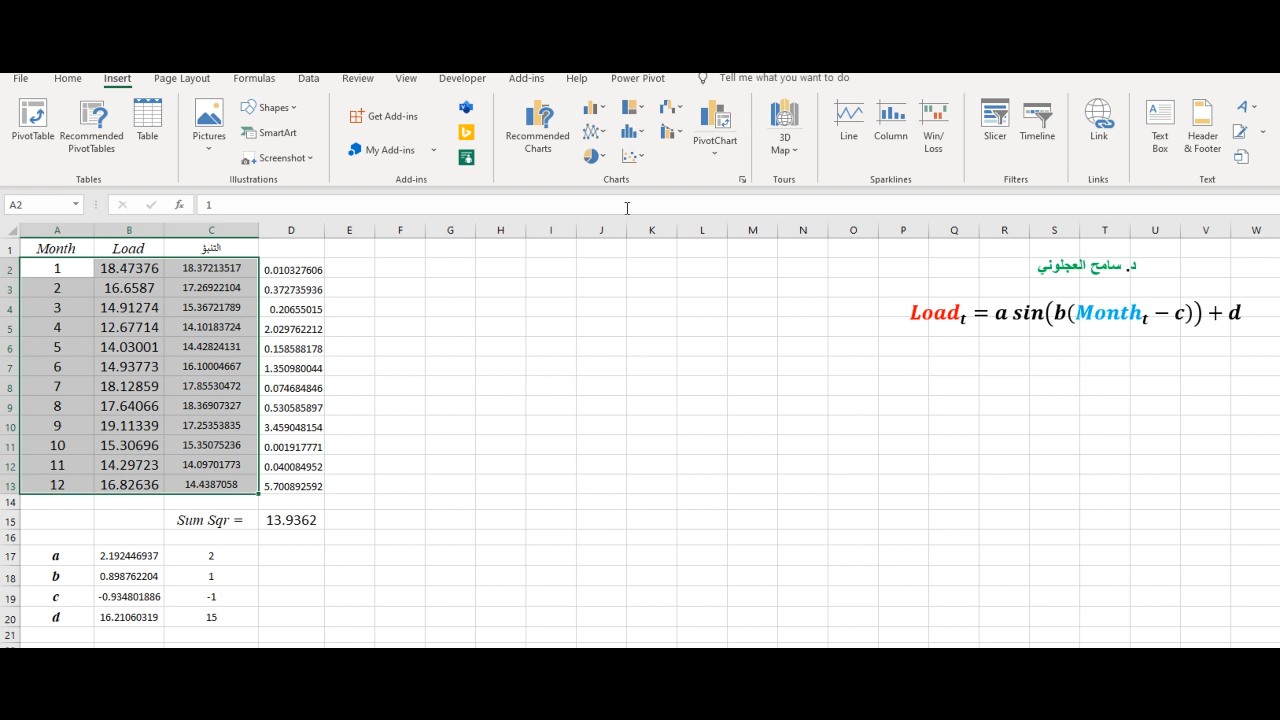 File Home Insert Page Layout Formulas Data Review View Developer Add-ins Help Power Pivot Tell me what you want to do
PivotTable Recommended PivotTables Table Pictures Shapes SmartArt Screenshot Get Add-ins My Add-ins Recommended Charts PivotChart 3D Map Line Column Win/Loss Slicer Timeline Link Text Box Header & Footer
Tables Illustrations Add-ins Charts Tours Sparklines Filters Links Text
A2 fx 1
A B C D E F G H I J K L M N O P Q R S T U V W
1 Month Load التنبؤ
2 1 18.47376 18.37213517 0.010327606 د. سامح العجلوني
3 2 16.6587 17.26922104 0.372735936
4 3 14.91274 15.36721789 0.20655015 Load_t = a sin(b(Month_t − c)) + d
5 4 12.67714 14.10183724 2.029762212
6 5 14.03001 14.42824131 0.158588178
7 6 14.93773 16.10004667 1.350980044
8 7 18.12859 17.85530472 0.074684846
9 8 17.64066 18.36907327 0.530585897
10 9 19.11339 17.25353835 3.459048154
11 10 15.30696 15.35075236 0.001917771
12 11 14.29723 14.09701773 0.040084952
13 12 16.82636 14.4387058 5.700892592
14
15 Sum Sqr = 13.9362
16
17 a 2.192446937 2
18 b 0.898762204 1
19 c -0.934801886 -1
20 d 16.21060319 15
21